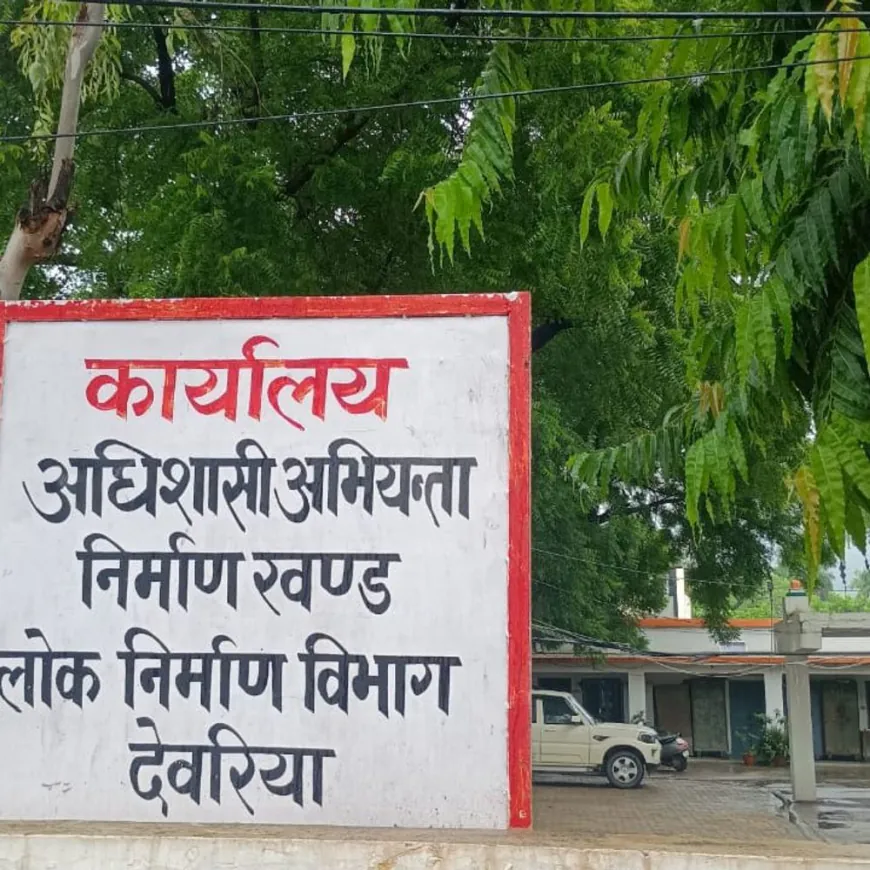 कार्यालय
अधिशासी अभियन्ता
निर्माण खण्ड
लोक निर्माण विभाग
देवरिया